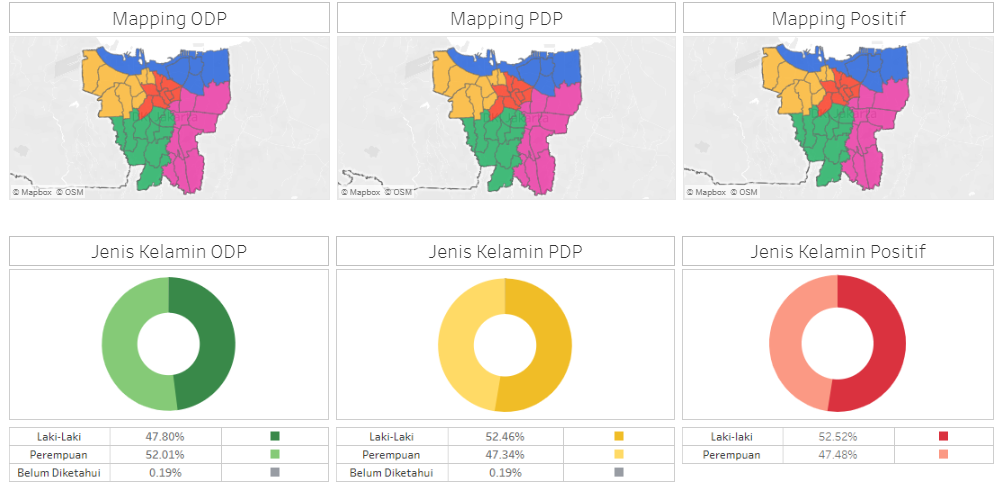 Mapping ODP
Mapping PDP
Mapping Positif
© Mapbox © OSM
© Mapbox © OSM
© Mapbox © OSM
Jenis Kelamin ODP
Jenis Kelamin PDP
Jenis Kelamin Positif
Laki-Laki 47.80%
Perempuan 52.01%
Belum Diketahui 0.19%
Laki-Laki 52.46%
Perempuan 47.34%
Belum Diketahui 0.19%
Laki-laki 52.52%
Perempuan 47.48%